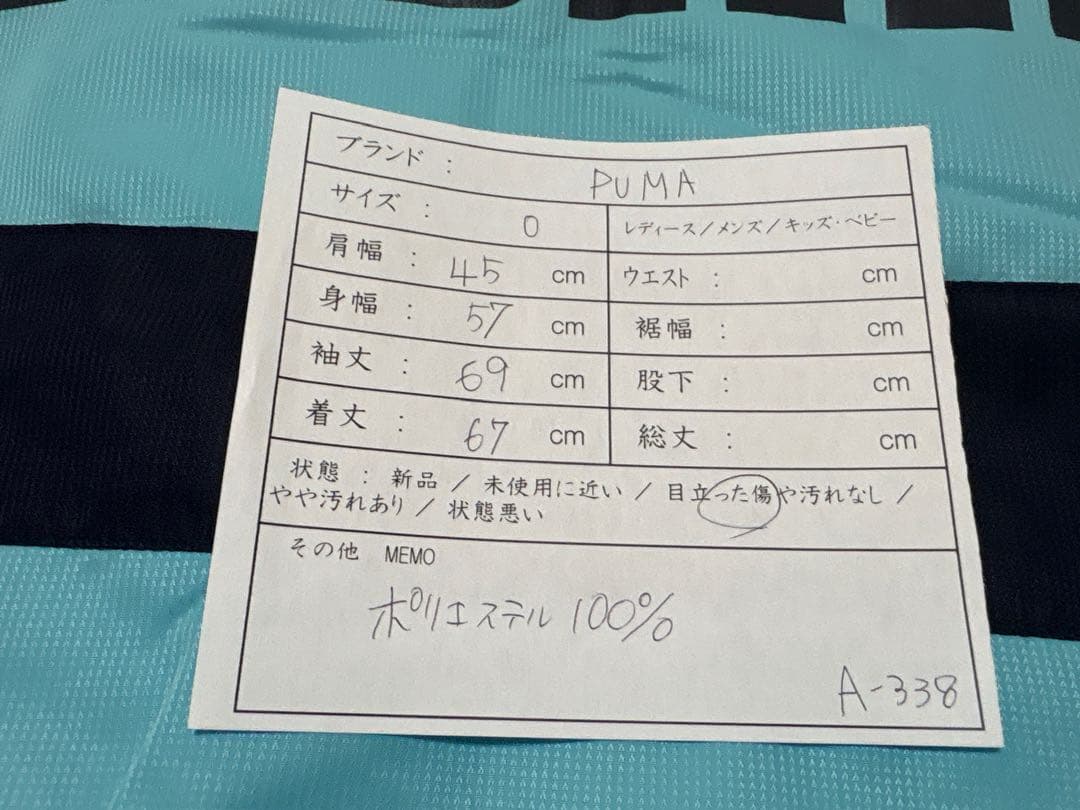 ブランド : PUMA
サイズ : 0 レディース/メンズ/キッズ・ベビー
肩幅 : 45 cm ウエスト : cm
身幅 : 57 cm 裾幅 : cm
袖丈 : 69 cm 股下 : cm
着丈 : 67 cm 総丈 : cm
状態 : 新品 / 未使用に近い / 目立った傷や汚れなし /
やや汚れあり / 状態悪い
その他 MEMO
ポリエステル 100%
A-338